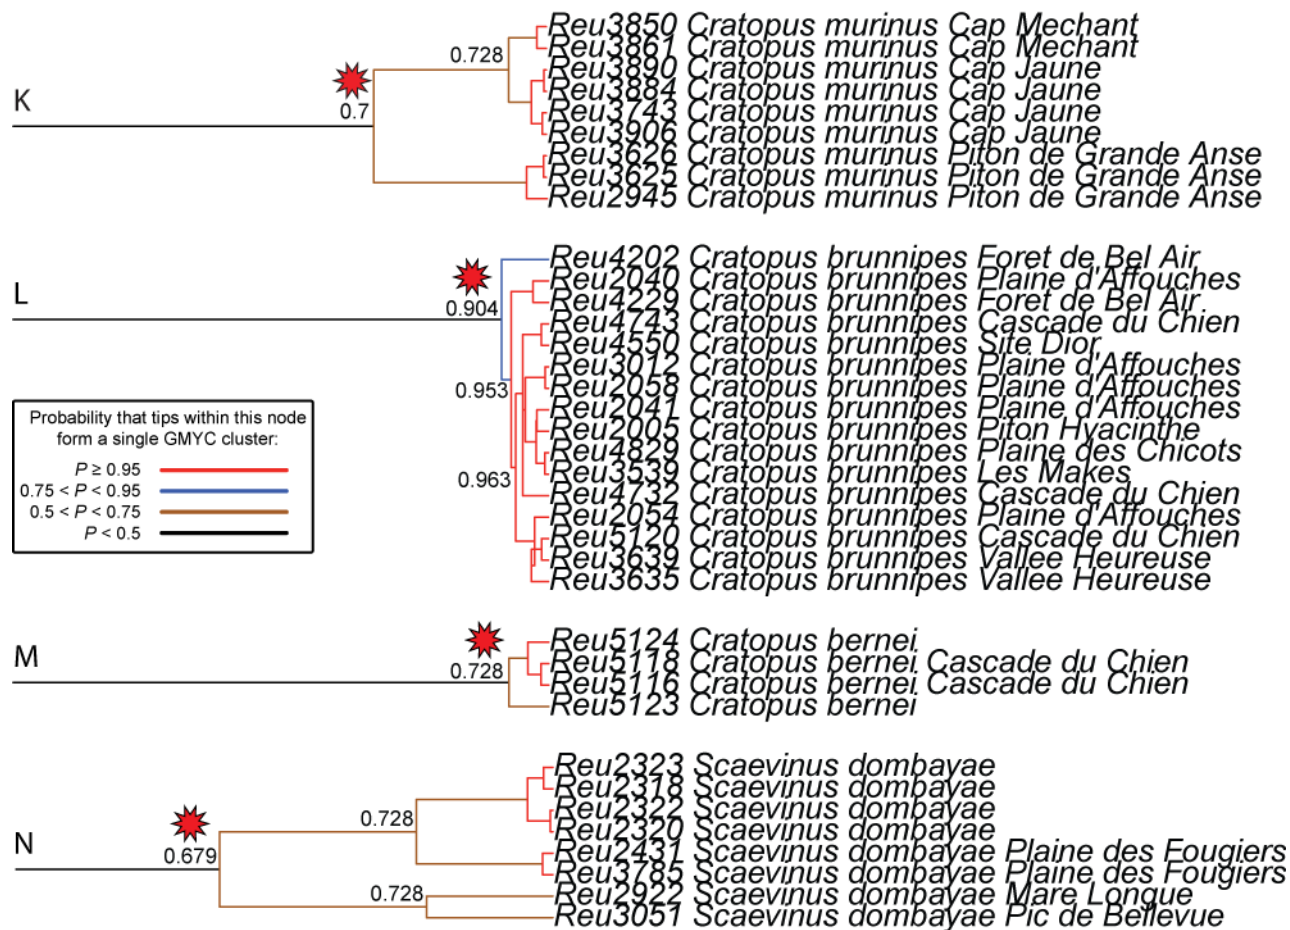 Reu3850 Cratopus murinus Cap Mechant
0.728
Reu3861 Cratopus murinus Cap Mechant
Reu3890 Cratopus murinus Cap Jaune
K
Reu3884 Cratopus murinus Cap Jaune
0.7
Reu3743 Cratopus murinus Cap Jaune
Reu3906 Cratopus murinus Cap Jaune
Reu3626 Cratopus murinus Piton de Grande Anse
Reu3625 Cratopus murinus Piton de Grande Anse
Reu2945 Cratopus murinus Piton de Grande Anse
Reu4202 Cratopus brunnipes Foret de Bel Air
Reu2040 Cratopus brunnipes Plaine d'Affouches
L
Reu4229 Cratopus brunnipes Foret de Bel Air
0.904
Reu4743 Cratopus brunnipes Cascade du Chien
Reu4550 Cratopus brunnipes Site Dior
Reu3012 Cratopus brunnipes Plaine d'Affouches
0.953
Reu2058 Cratopus brunnipes Plaine d'Affouches
Reu2041 Cratopus brunnipes Plaine d'Affouches
Reu2005 Cratopus brunnipes Piton Hyacinthe
Reu4829 Cratopus brunnipes Plaine des Chicots
Reu3539 Cratopus brunnipes Les Makes
0.963
Reu4732 Cratopus brunnipes Cascade du Chien
Reu2054 Cratopus brunnipes Plaine d'Affouches
Reu5120 Cratopus brunnipes Cascade du Chien
Reu3639 Cratopus brunnipes Vallee Heureuse
Reu3635 Cratopus brunnipes Vallee Heureuse
Probability that tips within this node
form a single GMYC cluster:
P ≥ 0.95
0.75 < P < 0.95
0.5 < P < 0.75
P < 0.5
Reu5124 Cratopus bernei
M
Reu5118 Cratopus bernei Cascade du Chien
0.728
Reu5116 Cratopus bernei Cascade du Chien
Reu5123 Cratopus bernei
Reu2323 Scaevinus dombayae
Reu2318 Scaevinus dombayae
Reu2322 Scaevinus dombayae
0.728
Reu2320 Scaevinus dombayae
N
0.679
Reu2431 Scaevinus dombayae Plaine des Fougiers
Reu3785 Scaevinus dombayae Plaine des Fougiers
0.728
Reu2922 Scaevinus dombayae Mare Longue
Reu3051 Scaevinus dombayae Pic de Bellevue